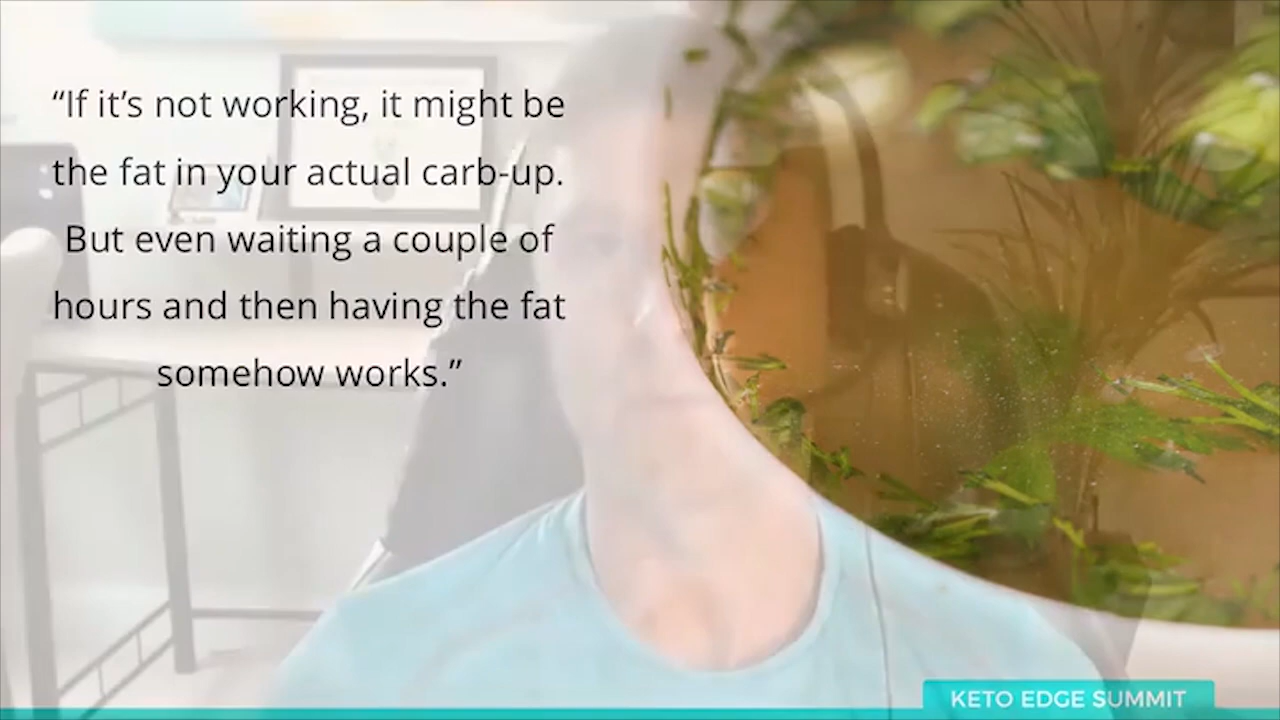 “If it’s not working, it might be
the fat in your actual carb-up.
But even waiting a couple of
hours and then having the fat
somehow works.”
KETO EDGE SUMMIT